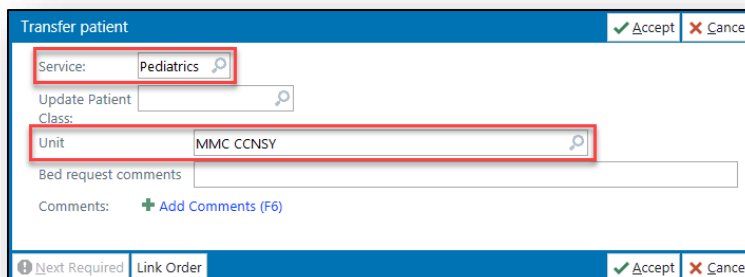 Transfer patient Accept Cance
Service: Pediatrics
Update Patient
Class:
Unit MMC CCNSY
Bed request comments
Comments: Add Comments (F6)
Next Required Link Order Accept Cance